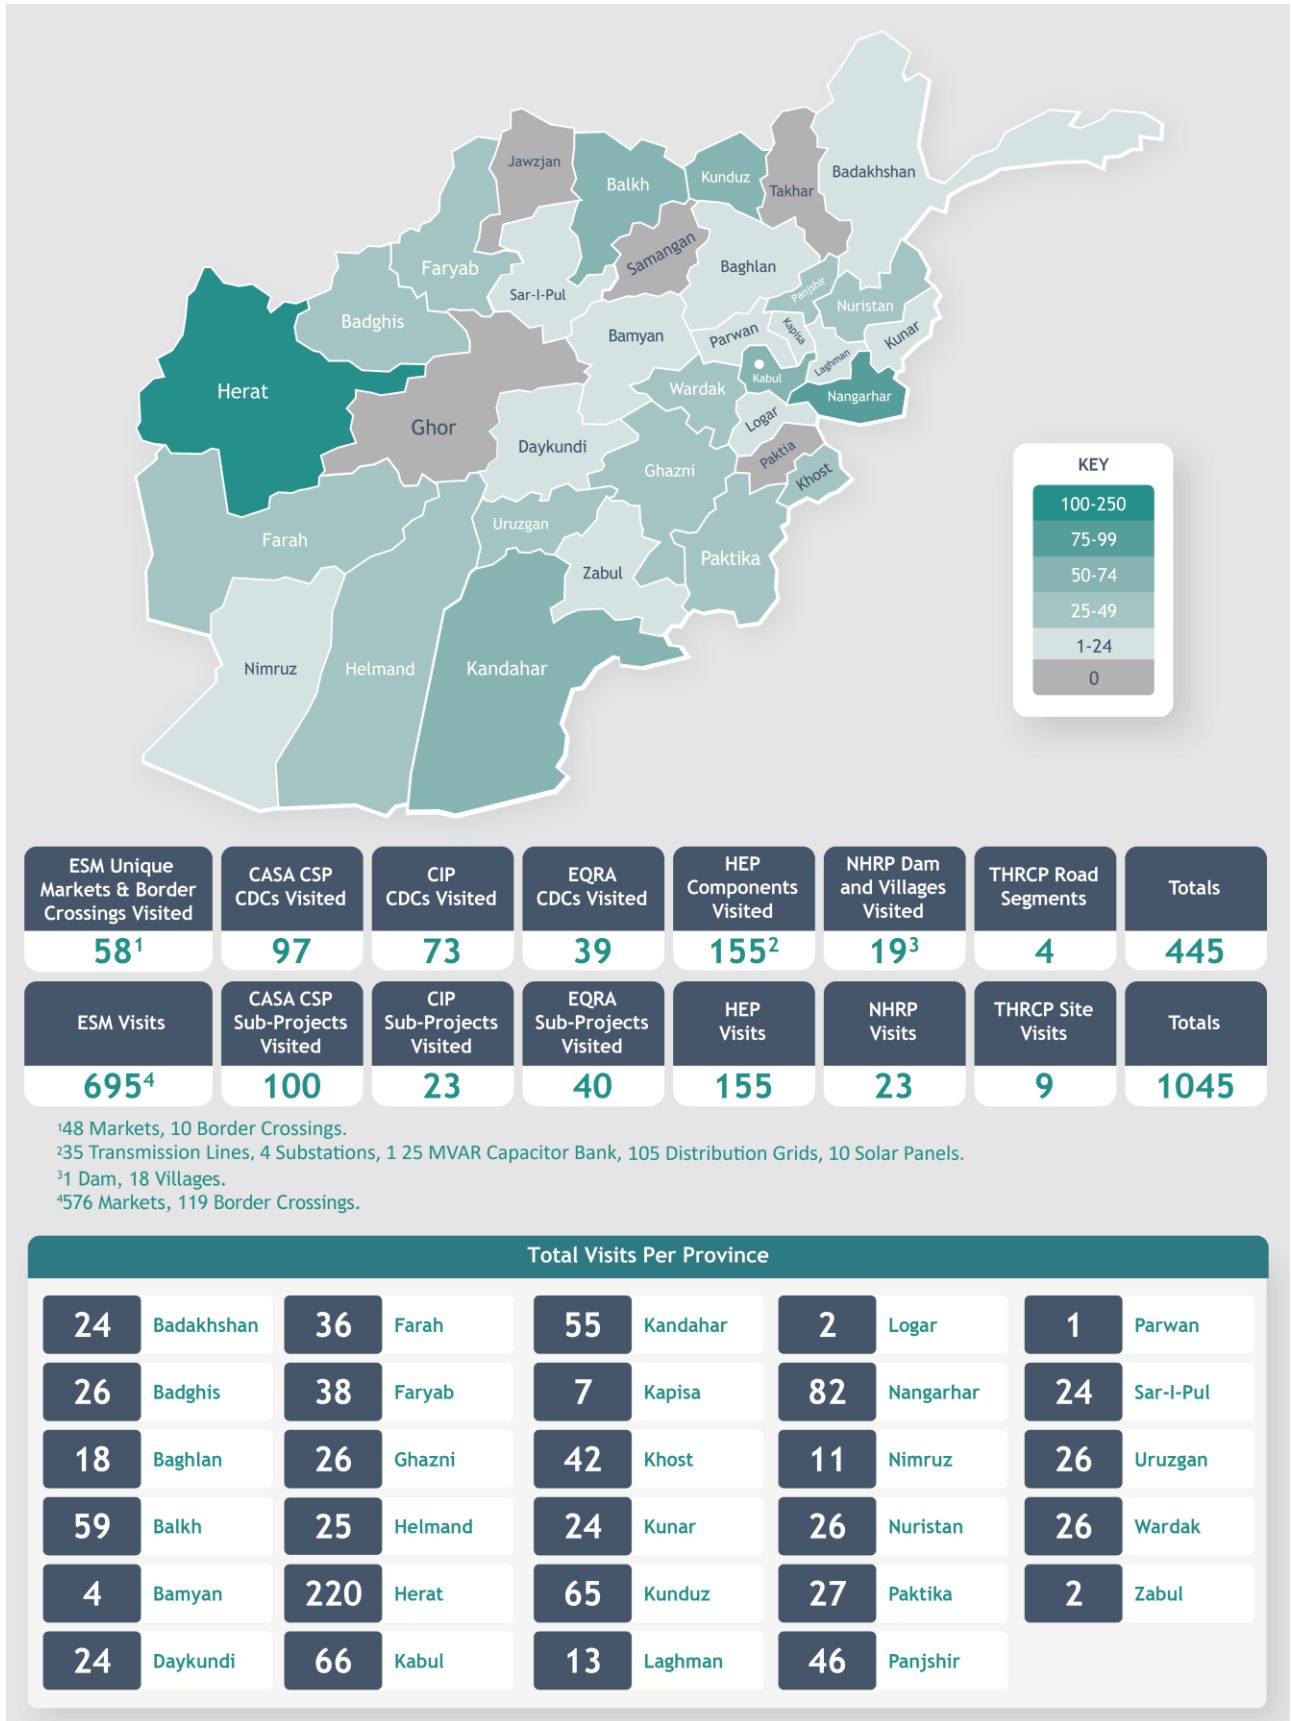 Badakhshan
Jawzjan
Balkh
Kunduz
Takhar
Samangan
Faryab
Baghlan
Sar-I-Pul
Panjshir
Nuristan
Badghis
Bamyan
Parwan
Kapisa
Kunar
Laghman
Herat
Wardak
Kabul
Nangarhar
Ghor
Logar
Daykundi
Paktia
Ghazni
Khost
KEY
100-250
75-99
50-74
25-49
1-24
0
Uruzgan
Farah
Paktika
Zabul
Nimruz
Helmand
Kandahar
ESM Unique
Markets & Border
Crossings Visited
58¹
CASA CSP
CDCs Visited
97
CIP
CDCs Visited
73
EQRA
CDCs Visited
39
HEP
Components
Visited
155²
NHRP Dam
and Villages
Visited
19³
THRCP Road
Segments
4
Totals
445
ESM Visits
695⁴
CASA CSP
Sub-Projects
Visited
100
CIP
Sub-Projects
Visited
23
EQRA
Sub-Projects
Visited
40
HEP
Visits
155
NHRP
Visits
23
THRCP Site
Visits
9
Totals
1045
¹48 Markets, 10 Border Crossings.
²35 Transmission Lines, 4 Substations, 1 25 MVAR Capacitor Bank, 105 Distribution Grids, 10 Solar Panels.
³1 Dam, 18 Villages.
⁴576 Markets, 119 Border Crossings.
Total Visits Per Province
24 Badakhshan
26 Badghis
18 Baghlan
59 Balkh
4 Bamyan
24 Daykundi
36 Farah
38 Faryab
26 Ghazni
25 Helmand
220 Herat
66 Kabul
55 Kandahar
7 Kapisa
42 Khost
24 Kunar
65 Kunduz
13 Laghman
2 Logar
82 Nangarhar
11 Nimruz
26 Nuristan
27 Paktika
46 Panjshir
1 Parwan
24 Sar-I-Pul
26 Uruzgan
26 Wardak
2 Zabul